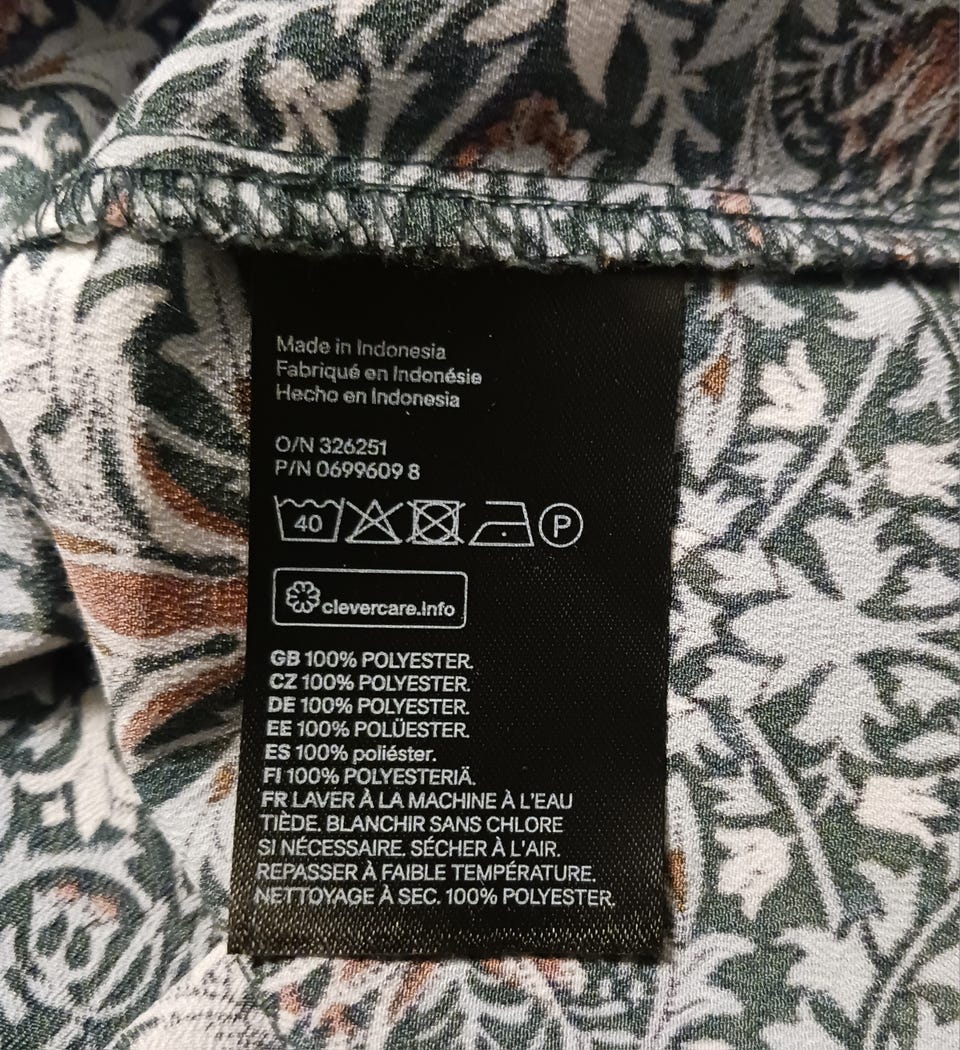 Made in Indonesia
Fabriqué en Indonésie
Hecho en Indonesia
O/N 326251
P/N 0699609 8
40 P
clevercare.info
GB 100% POLYESTER.
CZ 100% POLYESTER.
DE 100% POLYESTER.
EE 100% POLÜESTER.
ES 100% poliéster.
FI 100% POLYESTERIÄ.
FR LAVER À LA MACHINE À L'EAU
TIÈDE. BLANCHIR SANS CHLORE
SI NÉCESSAIRE. SÉCHER À L'AIR.
REPASSER À FAIBLE TEMPÉRATURE.
NETTOYAGE À SEC. 100% POLYESTER.